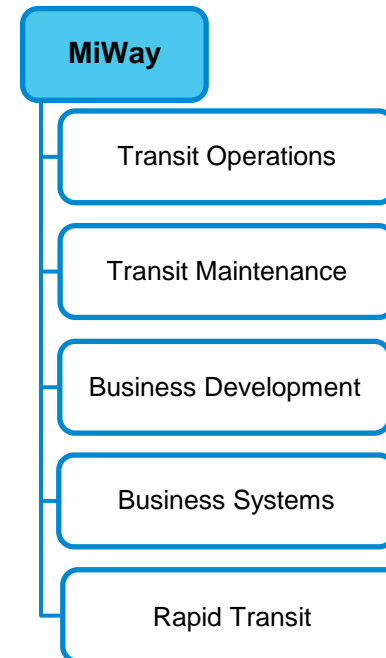 MiWay
Transit Operations
Transit Maintenance
Business Development
Business Systems
Rapid Transit